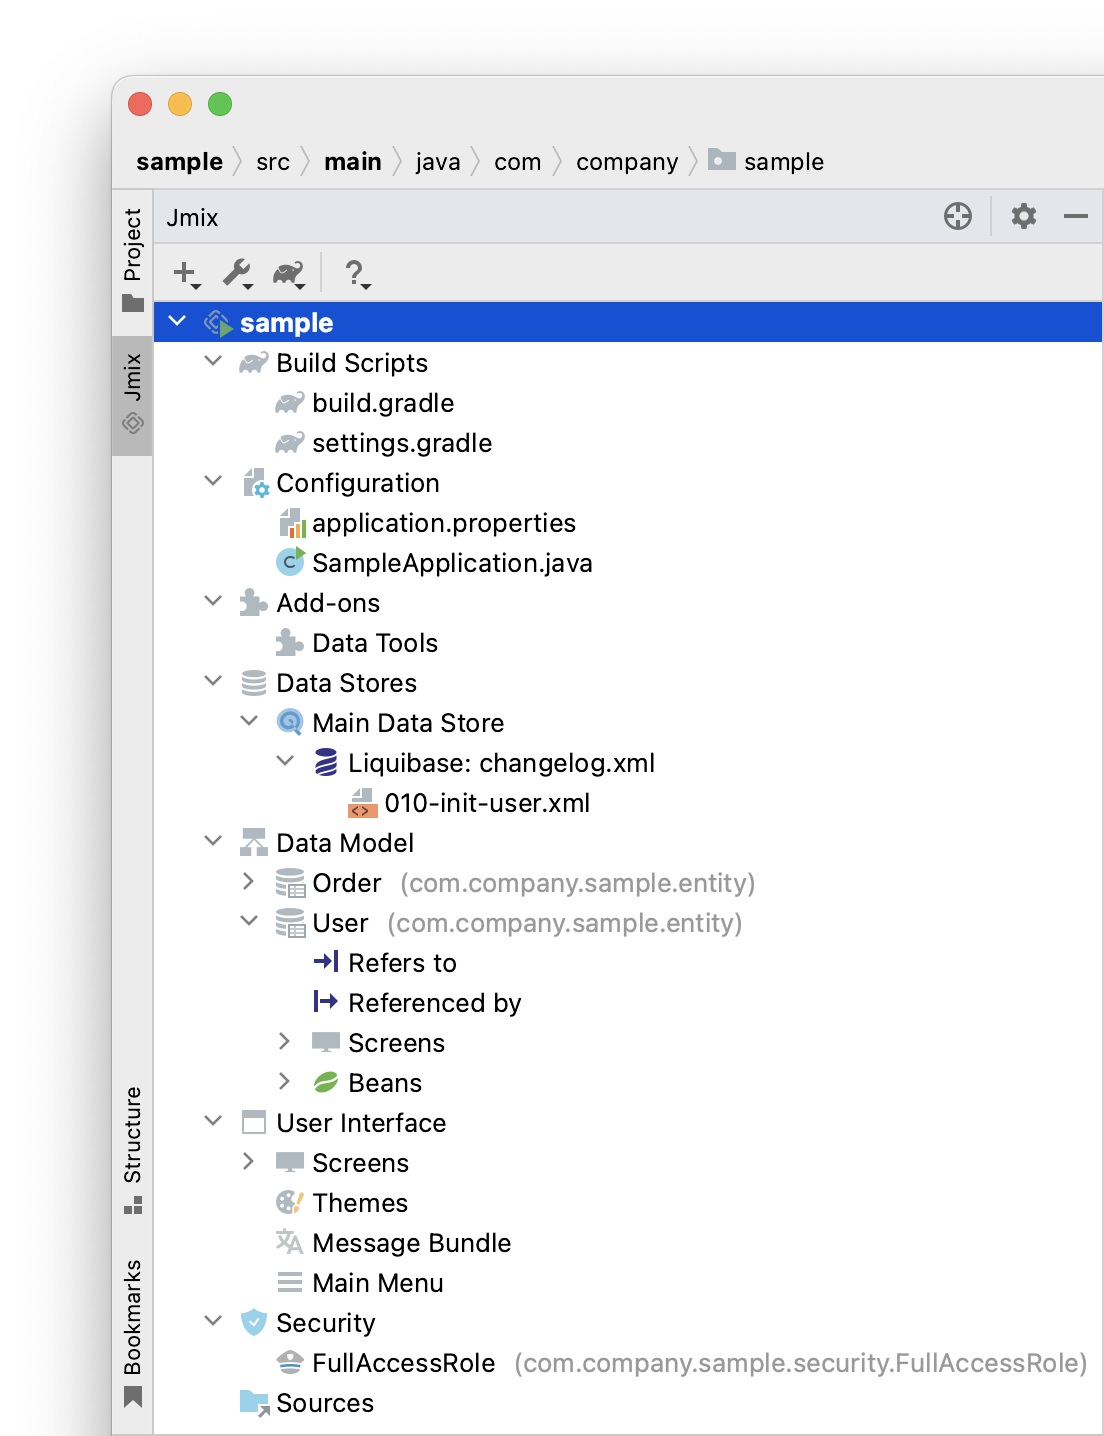 sample src main java com company sample
Project
Jmix
Structure
Bookmarks
Jmix
sample
Build Scripts
build.gradle
settings.gradle
Configuration
application.properties
SampleApplication.java
Add-ons
Data Tools
Data Stores
Main Data Store
Liquibase: changelog.xml
010-init-user.xml
Data Model
Order (com.company.sample.entity)
User (com.company.sample.entity)
Refers to
Referenced by
Screens
Beans
User Interface
Screens
Themes
Message Bundle
Main Menu
Security
FullAccessRole (com.company.sample.security.FullAccessRole)
Sources